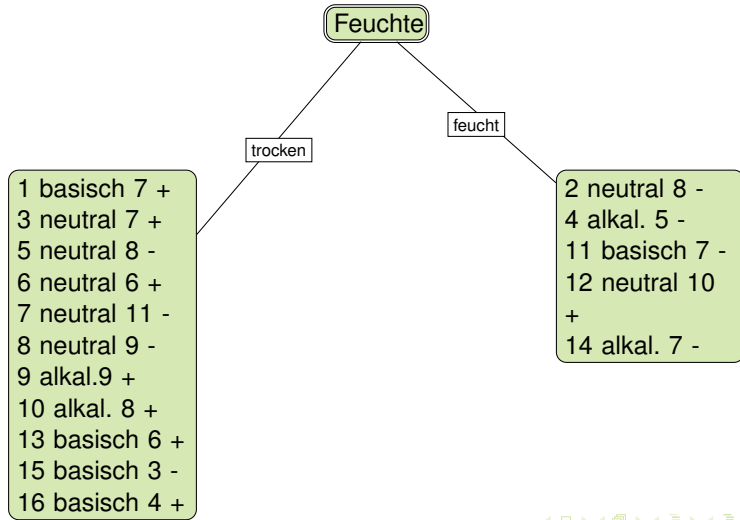 Feuchte
trocken
feucht
1 basisch 7 +
3 neutral 7 +
5 neutral 8 -
6 neutral 6 +
7 neutral 11 -
8 neutral 9 -
9 alkal.9 +
10 alkal. 8 +
13 basisch 6 +
15 basisch 3 -
16 basisch 4 +
2 neutral 8 -
4 alkal. 5 -
11 basisch 7 -
12 neutral 10
+
14 alkal. 7 -